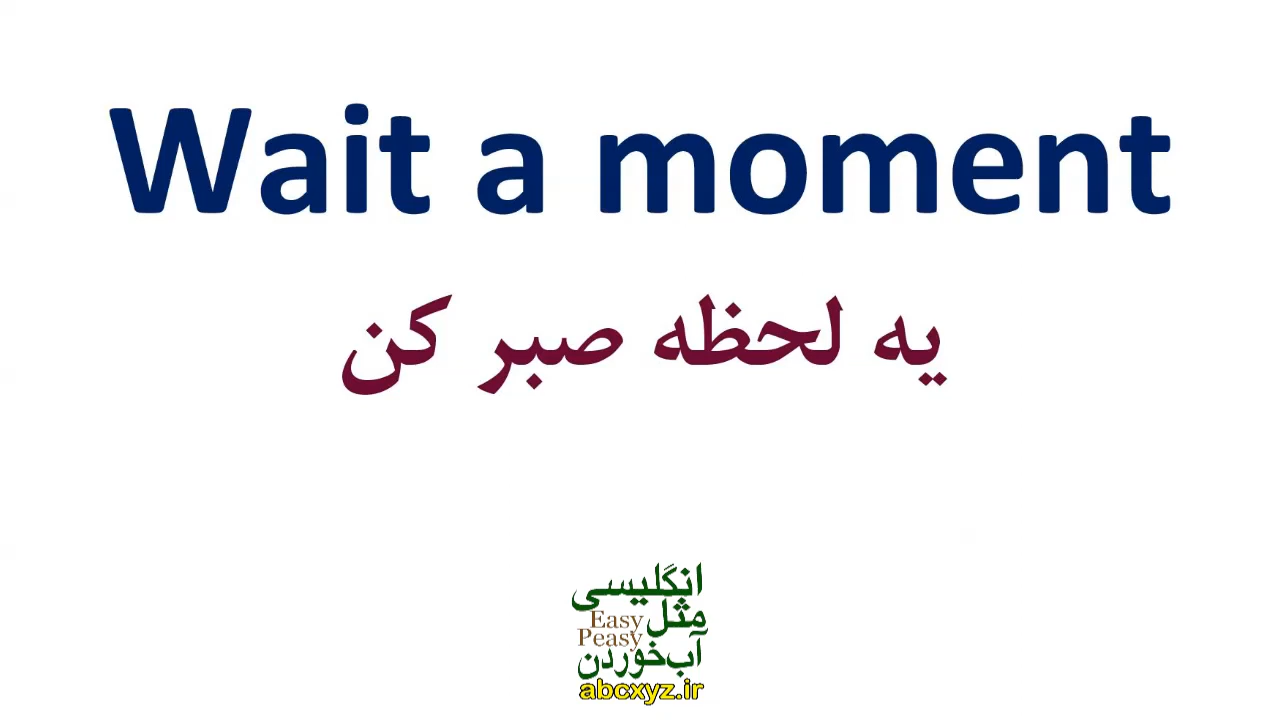 Wait a moment
یه لحظه صبر کن
انگلیسی
مثل
Easy
Peasy
آب‌خوردن
abcxyz.ir